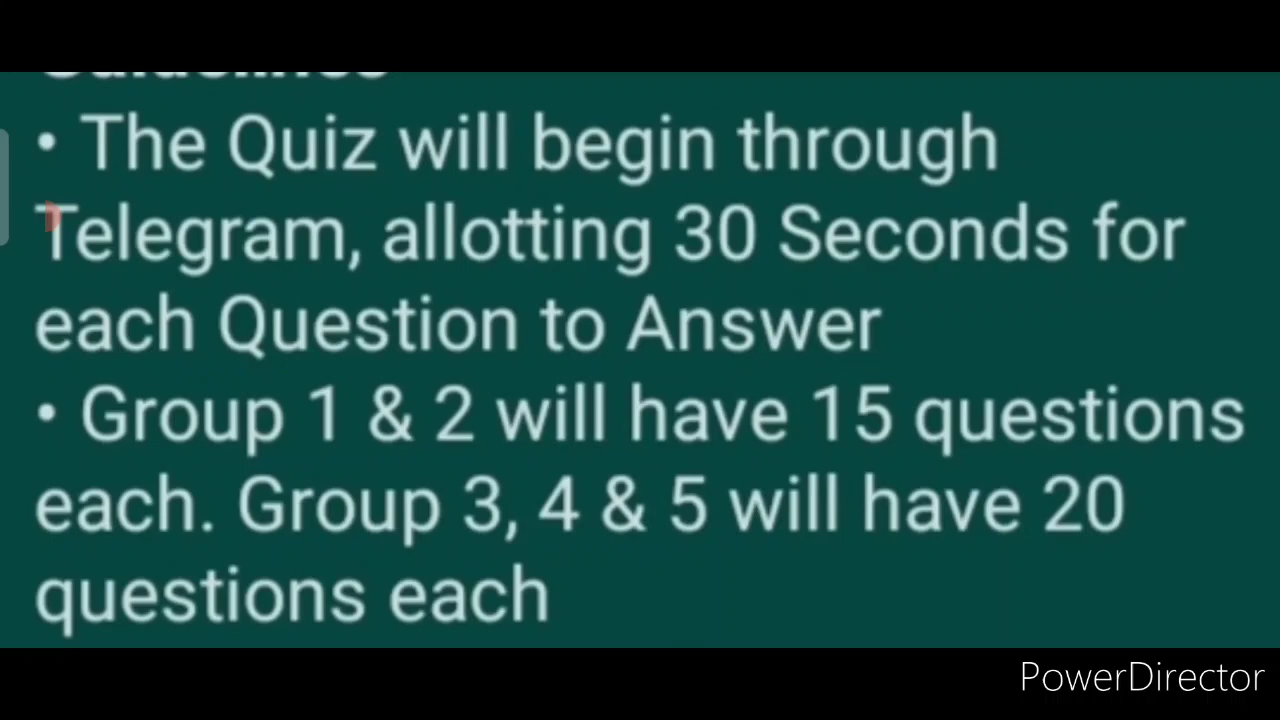 Guidelines
• The Quiz will begin through
Telegram, allotting 30 Seconds for
each Question to Answer
• Group 1 & 2 will have 15 questions
each. Group 3, 4 & 5 will have 20
questions each
PowerDirector